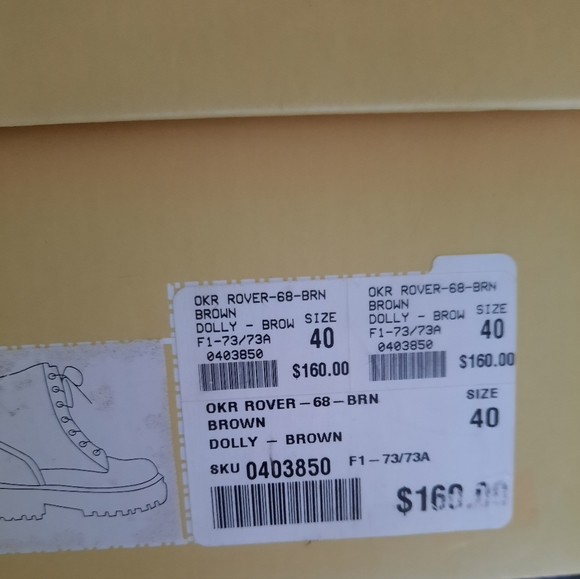 OKR ROVER-68-BRN
BROWN
DOLLY - BROW SIZE
F1-73/73A 40
0403850
$160.00
OKR ROVER-68-BRN
BROWN
DOLLY - BROW SIZE
F1-73/73A 40
0403850
$160.00
OKR ROVER-68-BRN SIZE
BROWN 40
DOLLY - BROWN
SKU 0403850 F1-73/73A
$160.00